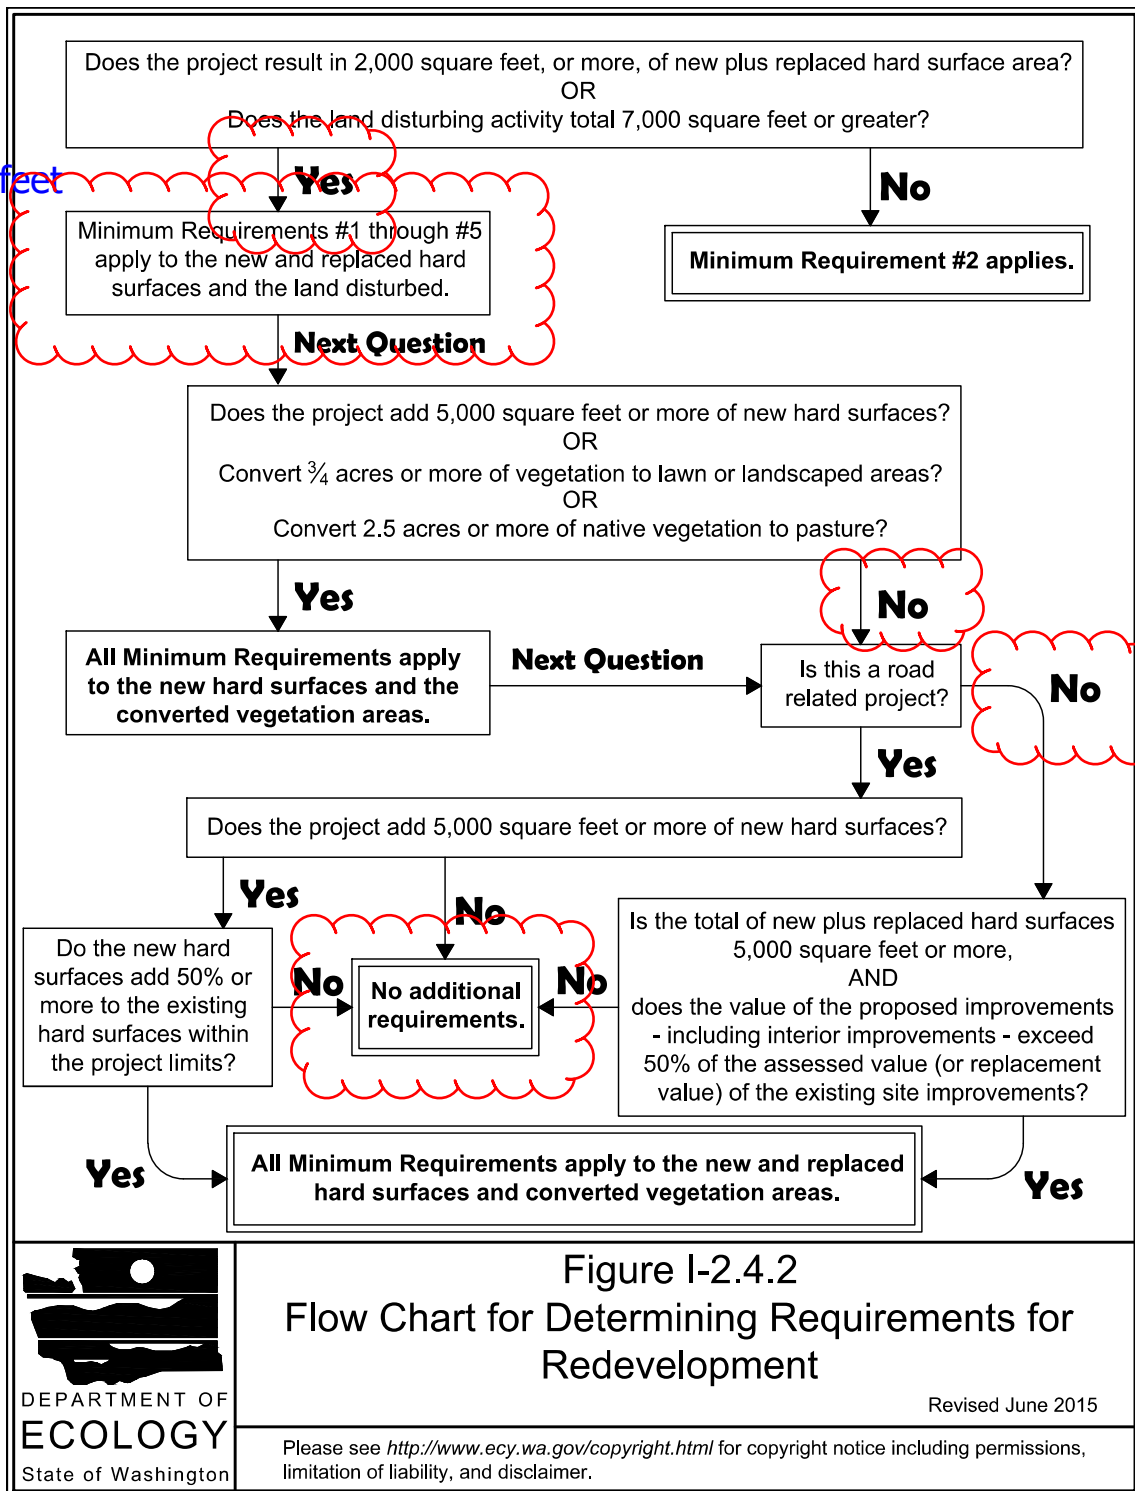 Does the project result in 2,000 square feet, or more, of new plus replaced hard surface area?
OR
Does the land disturbing activity total 7,000 square feet or greater?
feet
Yes
No
Minimum Requirements #1 through #5
apply to the new and replaced hard
surfaces and the land disturbed.
Minimum Requirement #2 applies.
Next Question
Does the project add 5,000 square feet or more of new hard surfaces?
OR
Convert ¾ acres or more of vegetation to lawn or landscaped areas?
OR
Convert 2.5 acres or more of native vegetation to pasture?
Yes
No
All Minimum Requirements apply
to the new hard surfaces and the
converted vegetation areas.
Next Question
Is this a road
related project?
No
Yes
Does the project add 5,000 square feet or more of new hard surfaces?
Yes
No
Do the new hard
surfaces add 50% or
more to the existing
hard surfaces within
the project limits?
No
No additional
requirements.
No
Is the total of new plus replaced hard surfaces
5,000 square feet or more,
AND
does the value of the proposed improvements
- including interior improvements - exceed
50% of the assessed value (or replacement
value) of the existing site improvements?
Yes
All Minimum Requirements apply to the new and replaced
hard surfaces and converted vegetation areas.
Yes
DEPARTMENT OF
ECOLOGY
State of Washington
Figure I-2.4.2
Flow Chart for Determining Requirements for
Redevelopment
Revised June 2015
Please see http://www.ecy.wa.gov/copyright.html for copyright notice including permissions,
limitation of liability, and disclaimer.